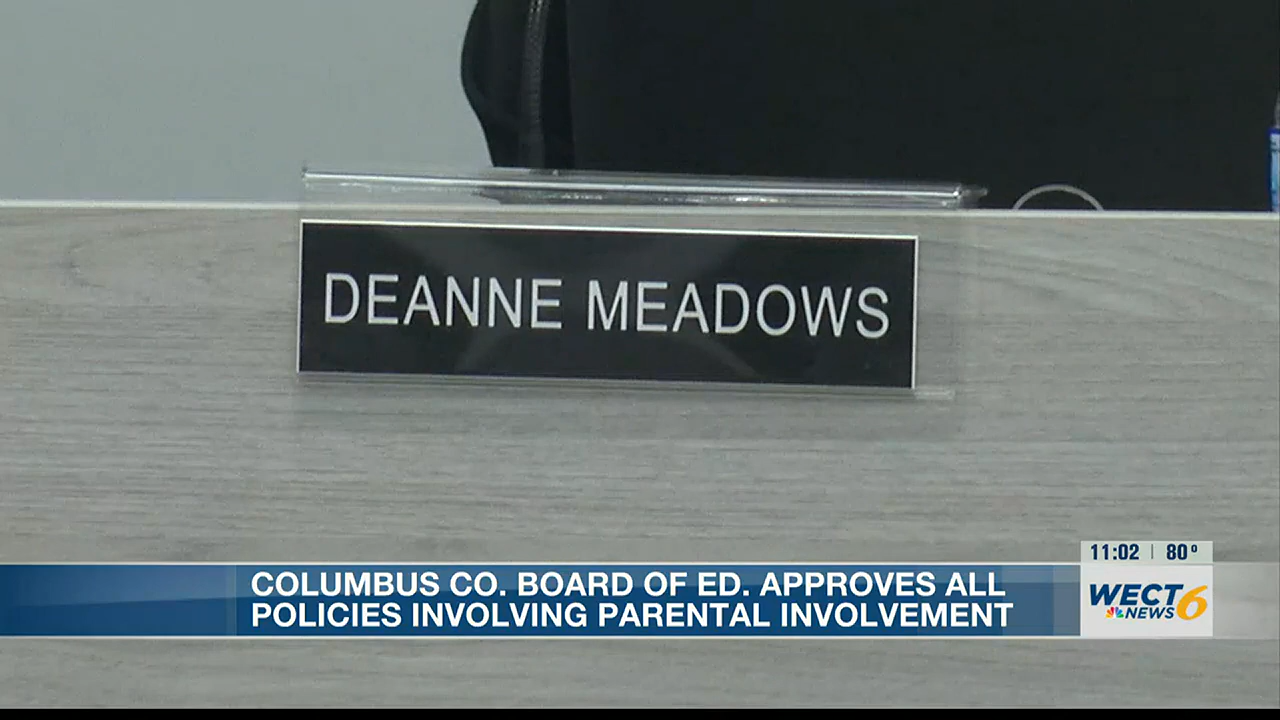 DEANNE MEADOWS
11:02 | 80°
COLUMBUS CO. BOARD OF ED. APPROVES ALL
POLICIES INVOLVING PARENTAL INVOLVEMENT
WECT 6
NEWS